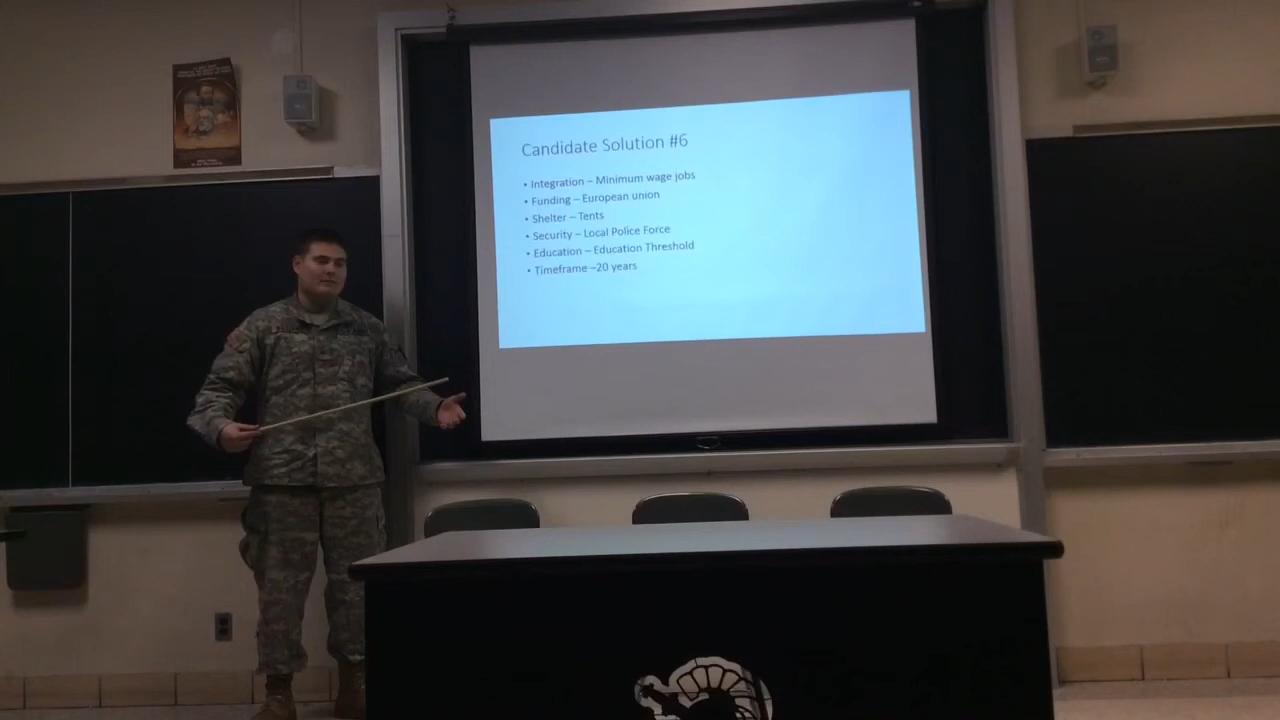 Candidate Solution #6
• Integration – Minimum wage jobs
• Funding – European union
• Shelter – Tents
• Security – Local Police Force
• Education – Education Threshold
• Timeframe –20 years